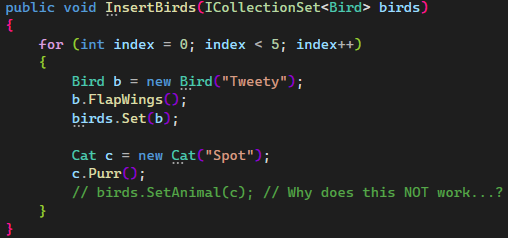 public void InsertBirds(ICollectionSet<Bird> birds)
{
    for (int index = 0; index < 5; index++)
    {
        Bird b = new Bird("Tweety");
        b.FlapWings();
        birds.Set(b);

        Cat c = new Cat("Spot");
        c.Purr();
        // birds.SetAnimal(c); // Why does this NOT work...?
    }
}